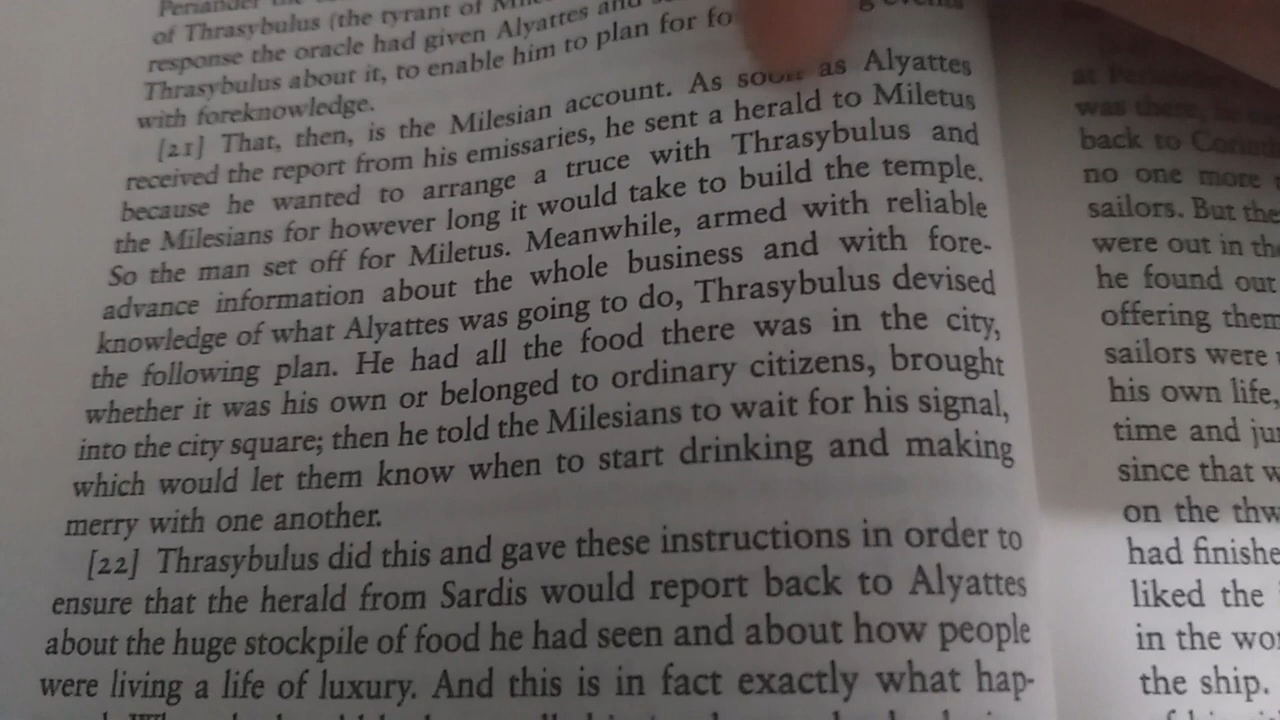 Periander the
of Thrasybulus (the tyrant of
response the oracle had given Alyattes and
Thrasybulus about it, to enable him to plan for
with foreknowledge.
[21] That, then, is the Milesian account. As soon as Alyattes
received the report from his emissaries, he sent a herald to Miletus
because he wanted to arrange a truce with Thrasybulus and
the Milesians for however long it would take to build the temple.
So the man set off for Miletus. Meanwhile, armed with reliable
advance information about the whole business and with fore-
knowledge of what Alyattes was going to do, Thrasybulus devised
the following plan. He had all the food there was in the city,
whether it was his own or belonged to ordinary citizens, brought
into the city square; then he told the Milesians to wait for his signal,
which would let them know when to start drinking and making
merry with one another.
[22] Thrasybulus did this and gave these instructions in order to
ensure that the herald from Sardis would report back to Alyattes
about the huge stockpile of food he had seen and about how people
were living a life of luxury. And this is in fact exactly what hap-
at
was there, he
back to
no one more
sailors. But the
were out in
he found out
offering them
sailors were
his own life,
time and
since that
on the
had
liked the
in the
the ship.